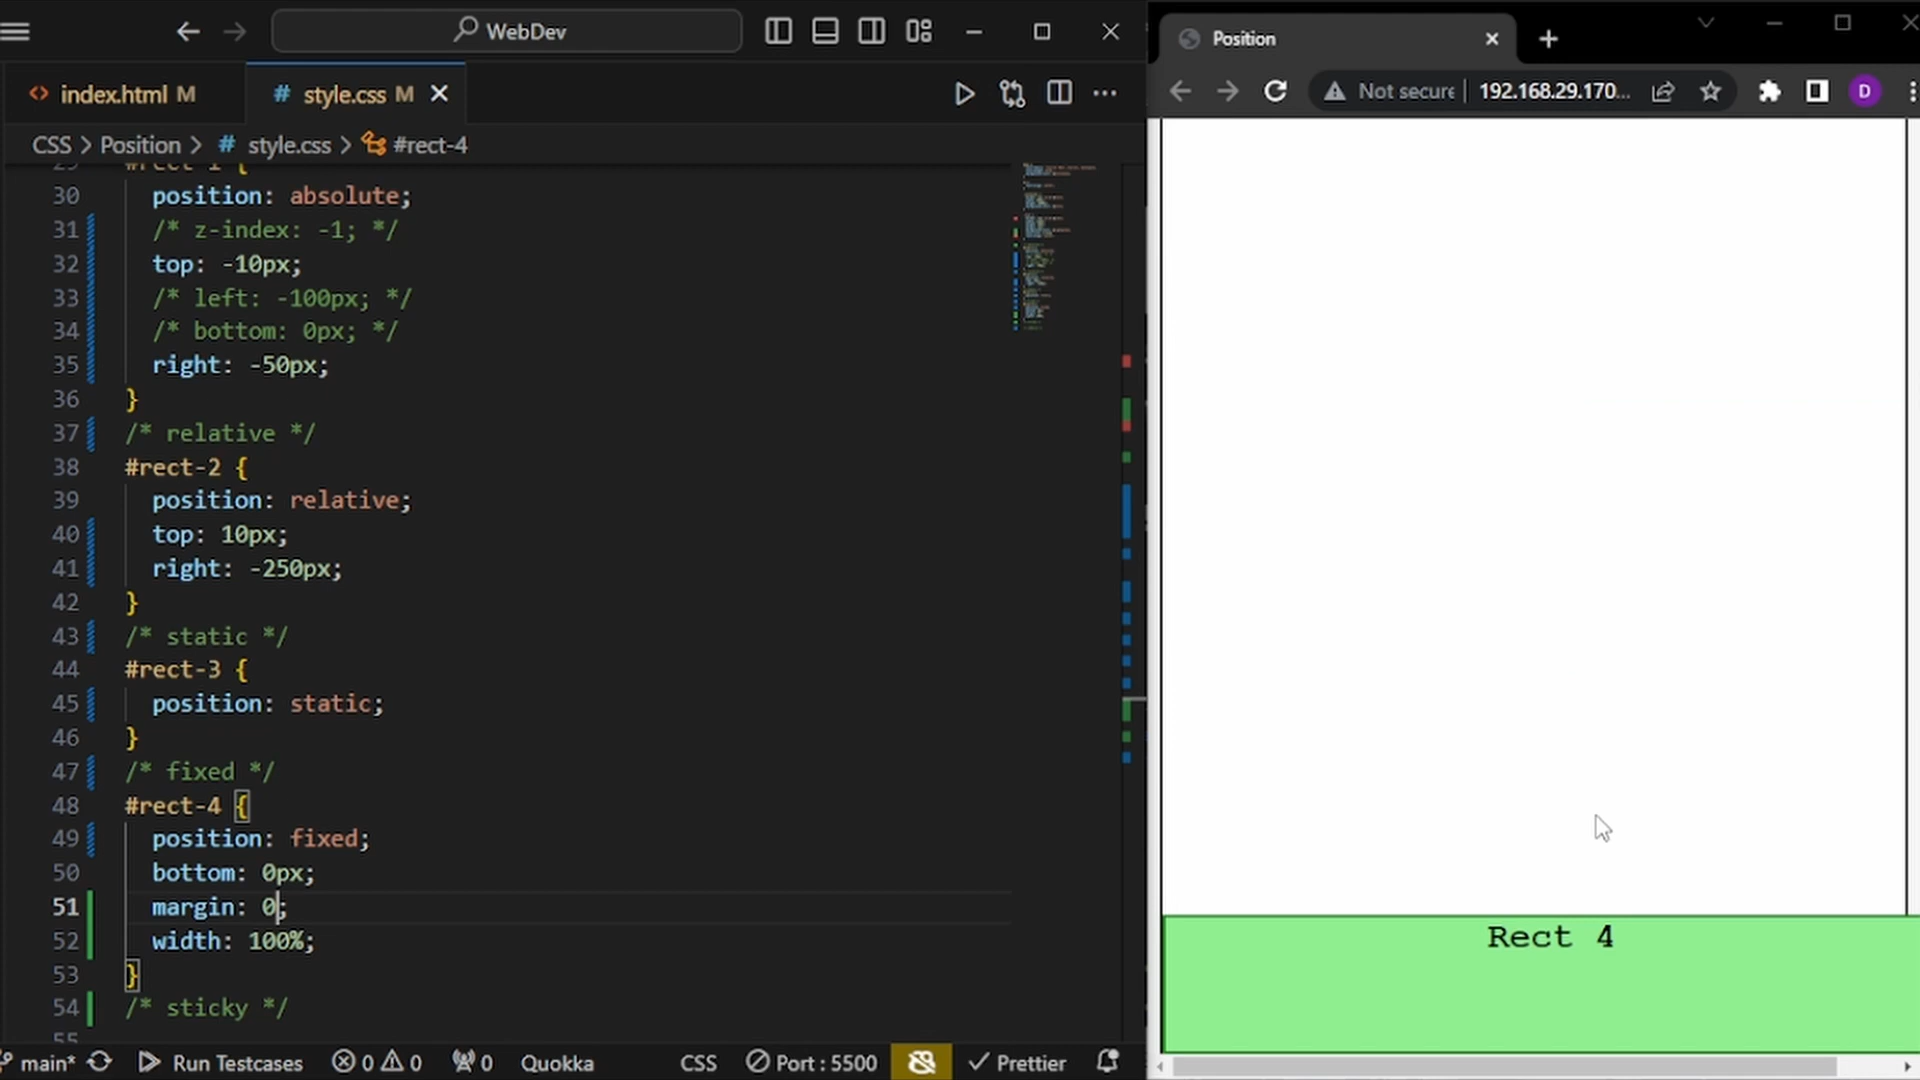 WebDev
index.html M
# style.css M
CSS > Position > # style.css > #rect-4
#rect-1 {
30 position: absolute;
31 /* z-index: -1; */
32 top: -10px;
33 /* left: -100px; */
34 /* bottom: 0px; */
35 right: -50px;
36 }
37 /* relative */
38 #rect-2 {
39 position: relative;
40 top: 10px;
41 right: -250px;
42 }
43 /* static */
44 #rect-3 {
45 position: static;
46 }
47 /* fixed */
48 #rect-4 {
49 position: fixed;
50 bottom: 0px;
51 margin: 0;
52 width: 100%;
53 }
54 /* sticky */
55
main* Run Testcases 0 0 0 Quokka CSS Port : 5500 Prettier
Position
Not secure 192.168.29.170... D
Rect 4